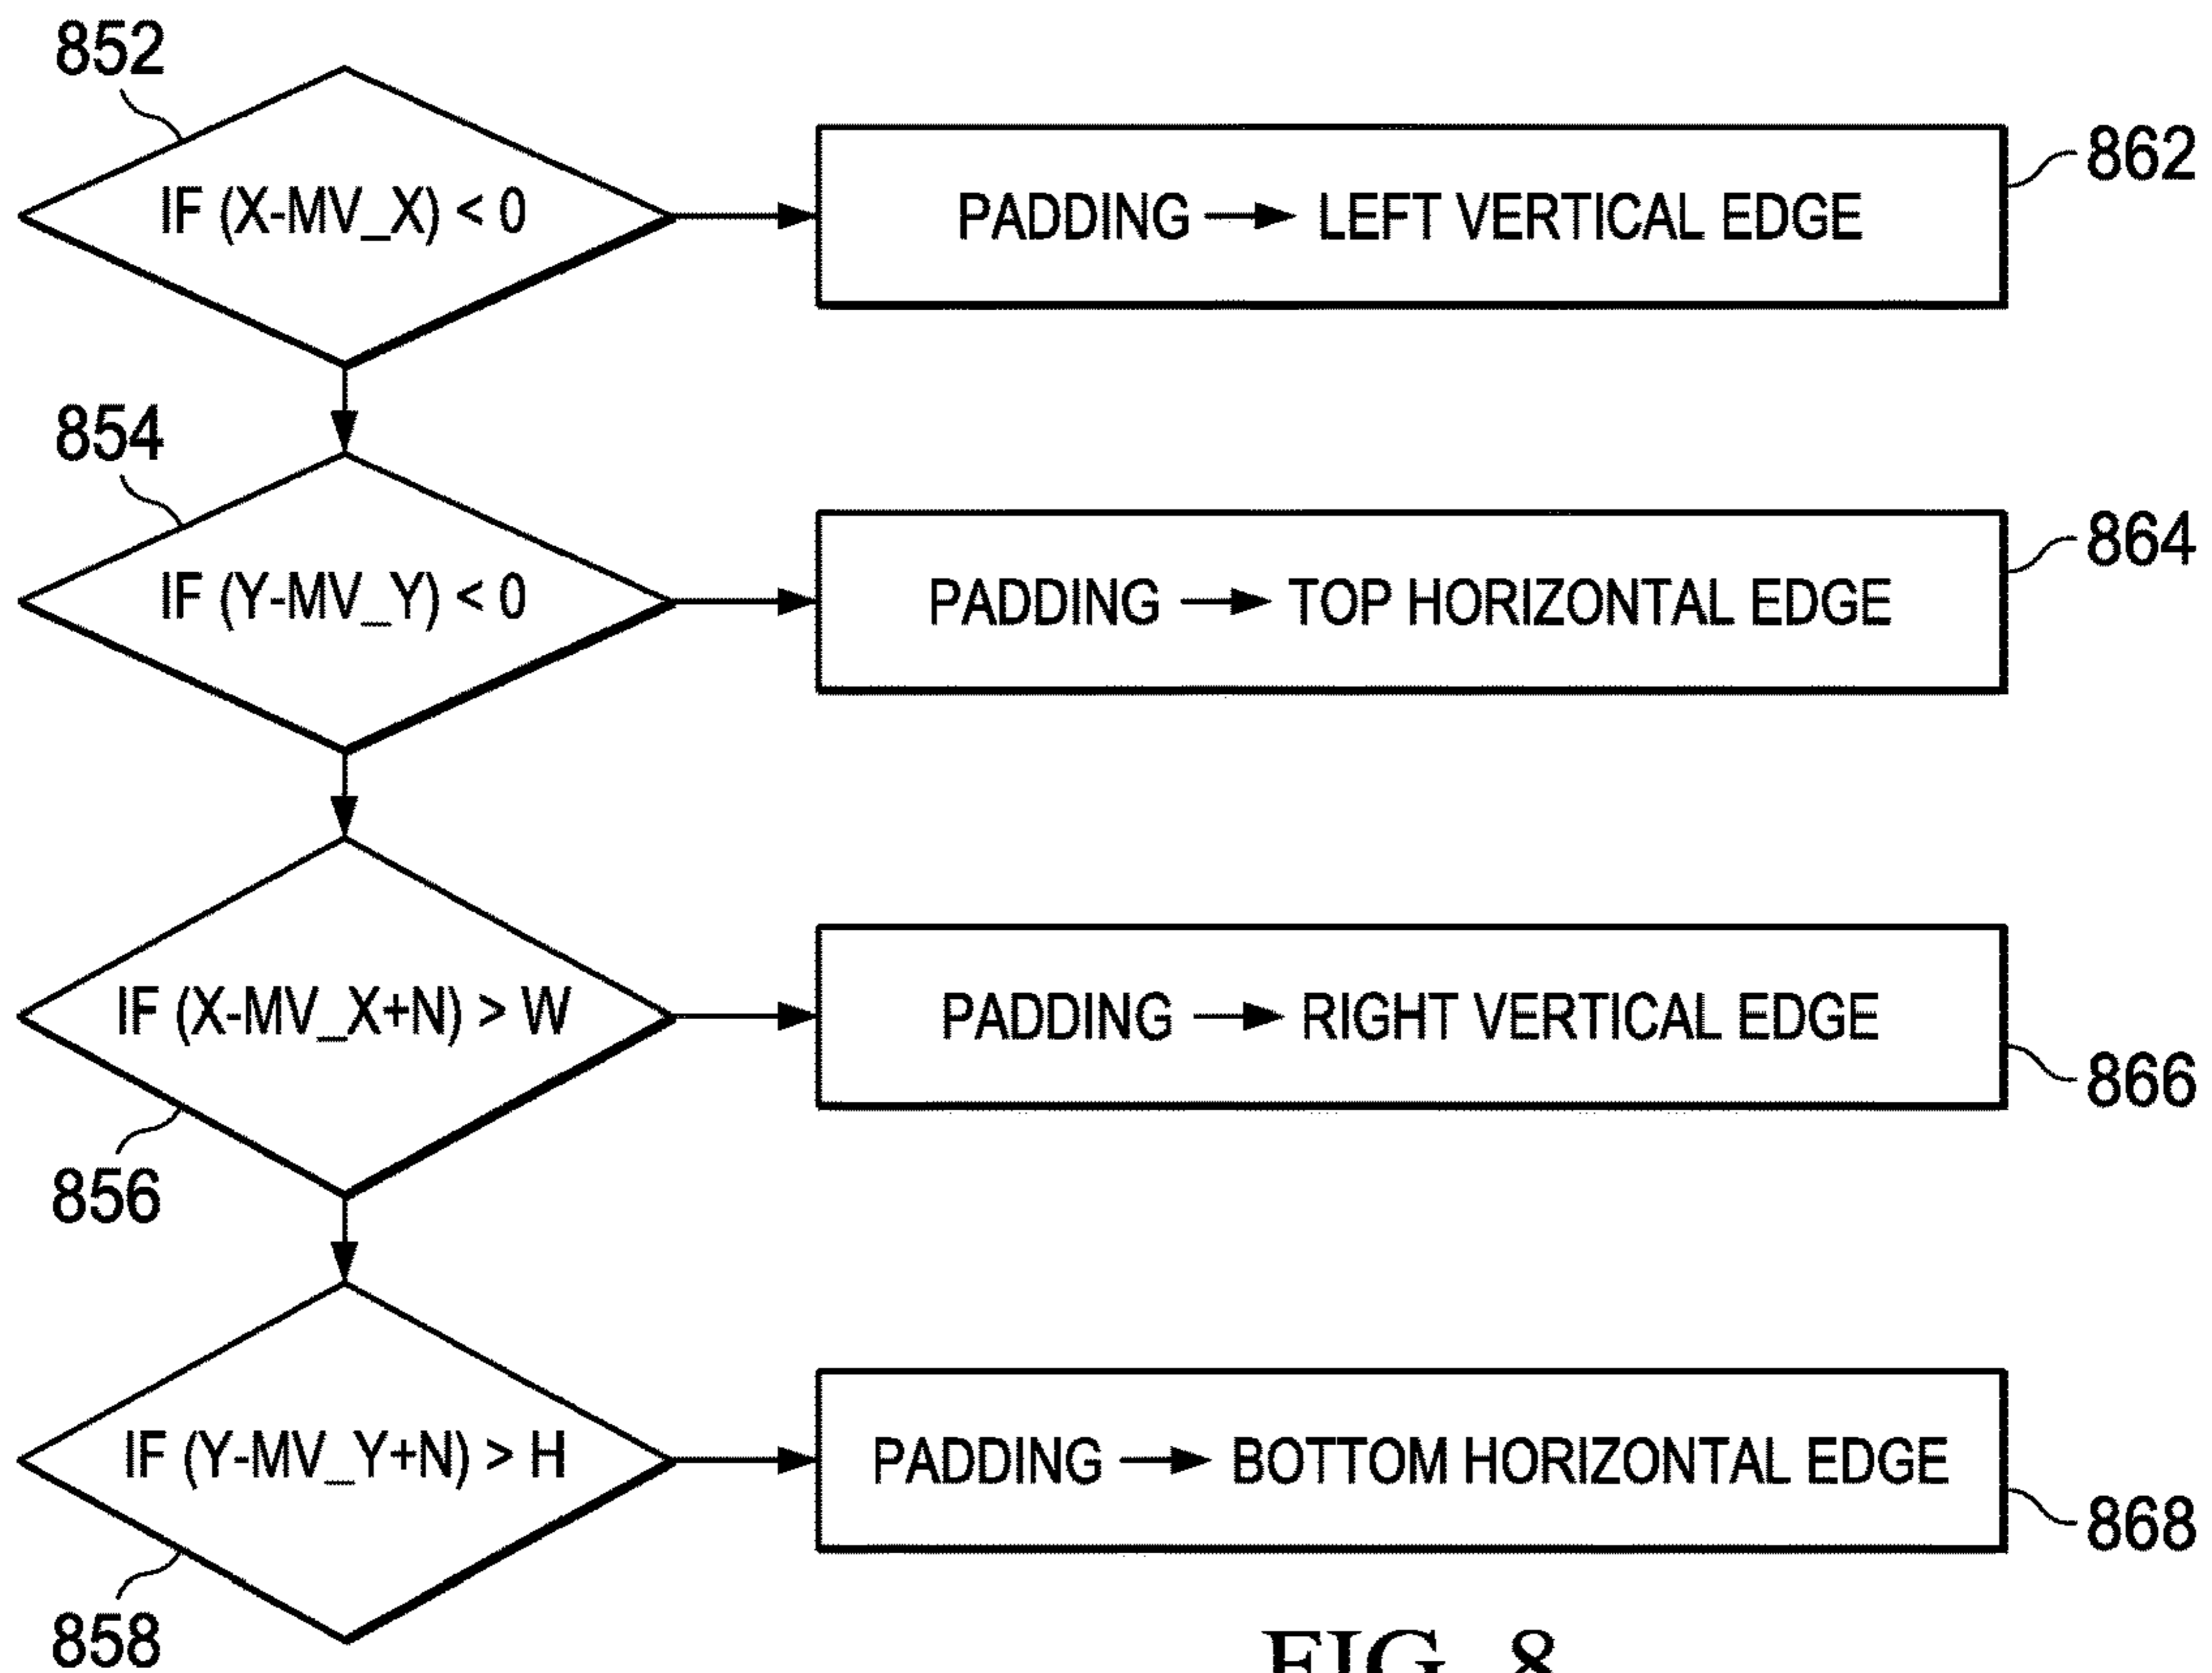 852
IF (X-MV_X) < 0
PADDING → LEFT VERTICAL EDGE
862
854
IF (Y-MV_Y) < 0
PADDING → TOP HORIZONTAL EDGE
864
IF (X-MV_X+N) > W
PADDING → RIGHT VERTICAL EDGE
866
856
IF (Y-MV_Y+N) > H
PADDING → BOTTOM HORIZONTAL EDGE
868
858
FIG. 8